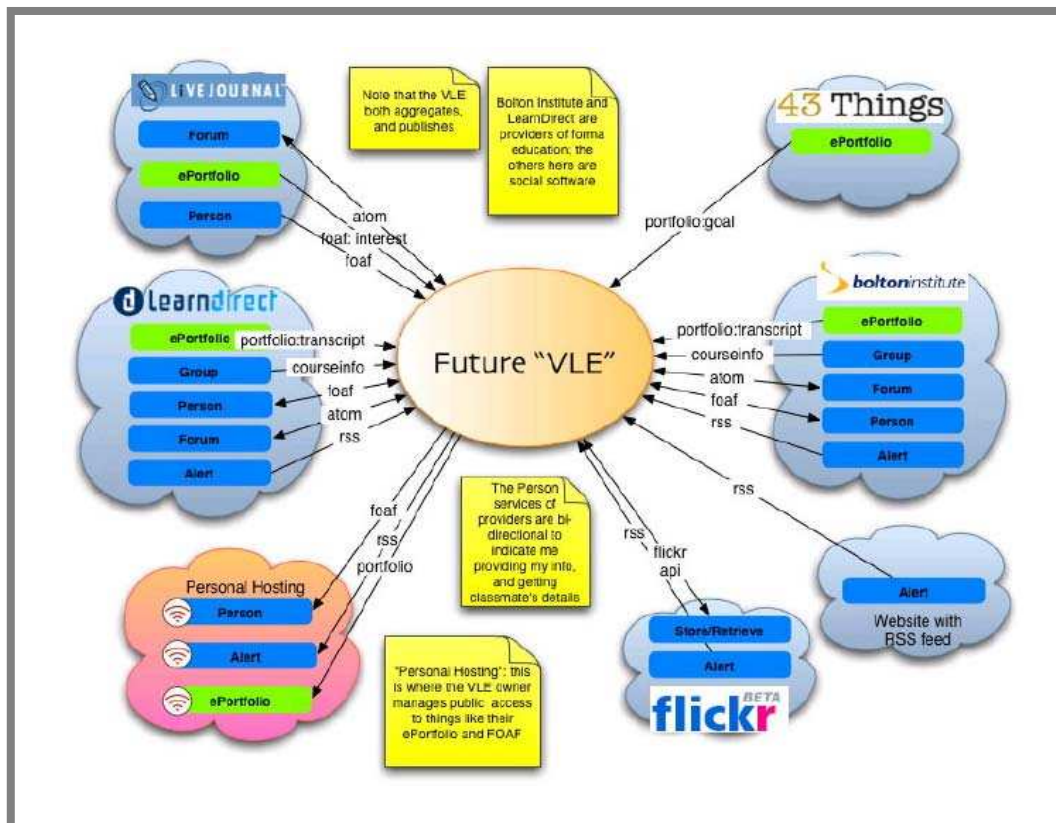 LIVEJOURNAL
Forum
ePortfolio
Person
atom
foaf: interest
foaf
Note that the VLE
both aggregates,
and publishes
Bolton Institute and
LearnDirect are
providers of formal
education; the
others here are
social software
43 Things
ePortfolio
portfolio:goal
learndirect
ePortfolio
portfolio:transcript
Group
courseinfo
Person
foaf
Forum
atom
Alert
rss
Future “VLE”
boltoninstitute
portfolio:transcript
ePortfolio
courseinfo
Group
atom
Forum
foaf
Person
rss
Alert
foaf
rss
portfolio
Personal Hosting
Person
Alert
ePortfolio
The Person
services of
providers are bi-
directional to
indicate me
providing my info,
and getting
classmate's details
"Personal Hosting": this
is where the VLE owner
manages public access
to things like their
ePortfolio and FOAF
rss
flickr
api
Store/Retrieve
Alert
flickr
BETA
rss
Alert
Website with
RSS feed